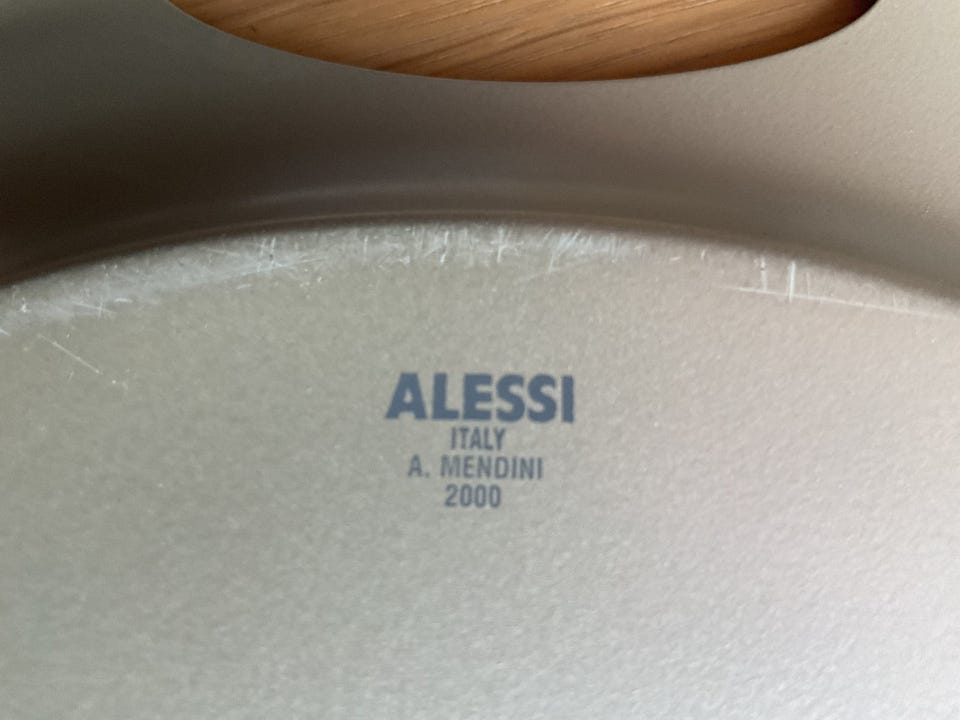 ALESSI
ITALY
A. MENDINI
2000